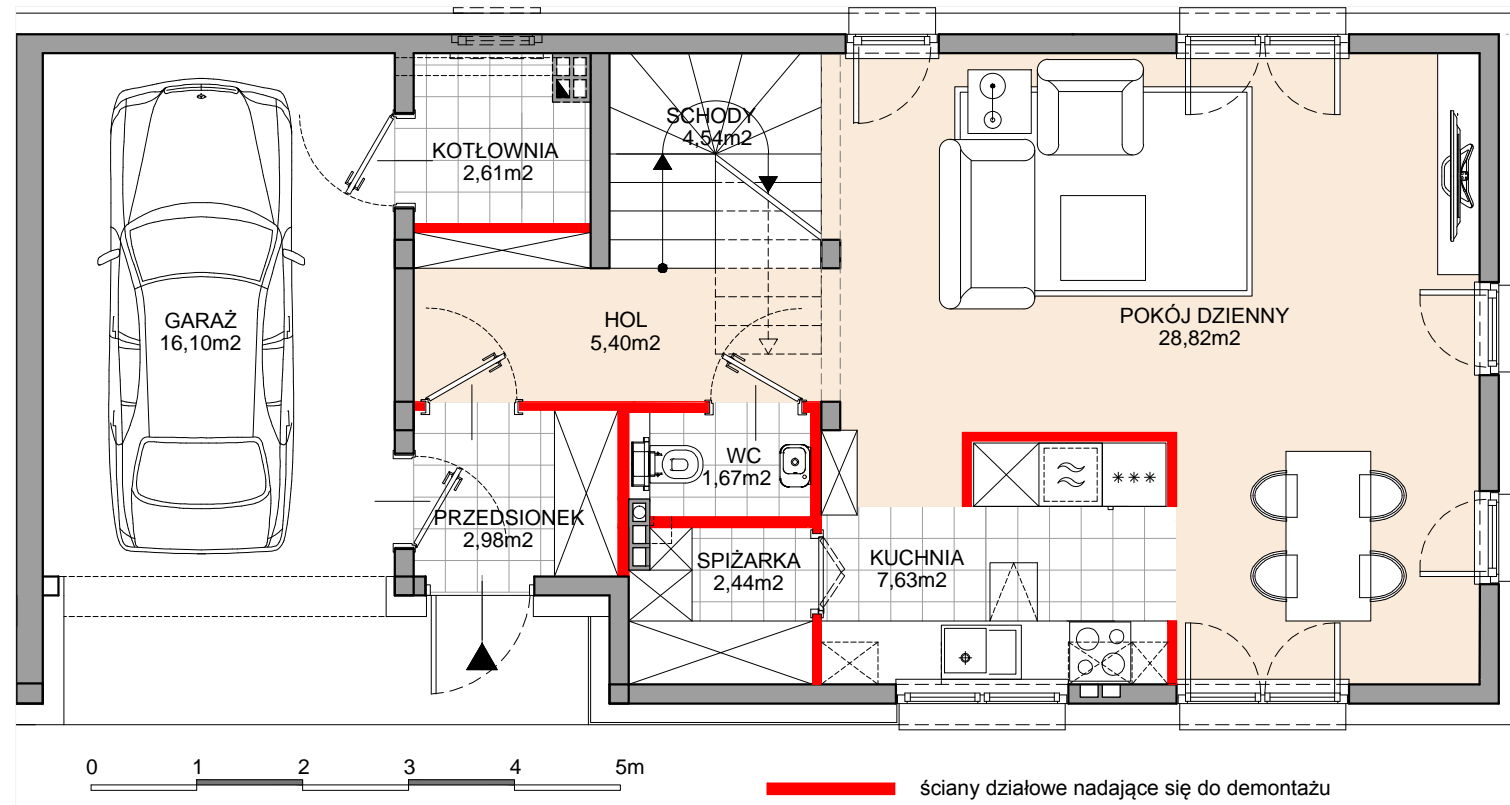 SCHODY
4,54m2
KOTŁOWNIA
2,61m2
GARAŻ
16,10m2
HOL
5,40m2
POKÓJ DZIENNY
28,82m2
WC
1,67m2
PRZEDSIONEK
2,98m2
SPIŻARKA
2,44m2
KUCHNIA
7,63m2
0 1 2 3 4 5m
ściany działowe nadające się do demontażu